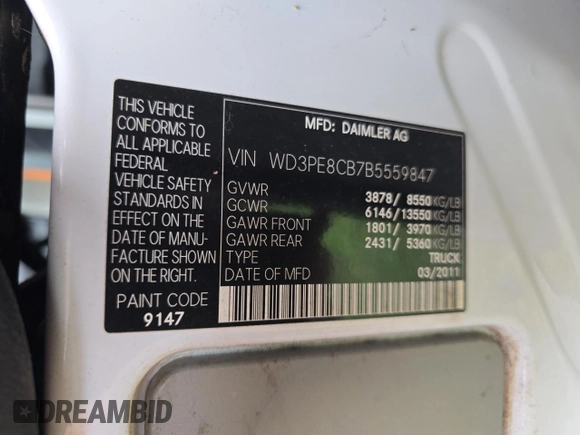 THIS VEHICLE
CONFORMS TO
ALL APPLICABLE
FEDERAL
VEHICLE SAFETY
STANDARDS IN
EFFECT ON THE
DATE OF MANU-
FACTURE SHOWN
ON THE RIGHT.
PAINT CODE
9147
MFD: DAIMLER AG
VIN WD3PE8CB7B5559847
GVWR 3878/ 8550 KG/LB
GCWR 6146/13550 KG/LB
GAWR FRONT 1801/ 3970 KG/LB
GAWR REAR 2431/ 5360 KG/LB
TYPE TRUCK
DATE OF MFD 03/2011
DREAMBID